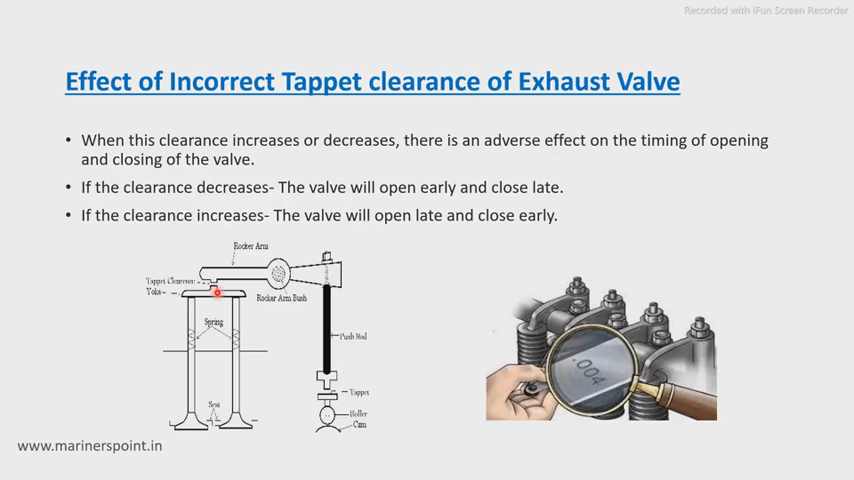 Recorded with iFun Screen Recorder
Effect of Incorrect Tappet clearance of Exhaust Valve
• When this clearance increases or decreases, there is an adverse effect on the timing of opening
and closing of the valve.
• If the clearance decreases- The valve will open early and close late.
• If the clearance increases- The valve will open late and close early.
Rocker Arm
Tappet Clearance
Yoke
Rocker Arm Bush
Spring
Push Rod
.004
Tappet
Seat
Roller
Cam
www.marinerspoint.in